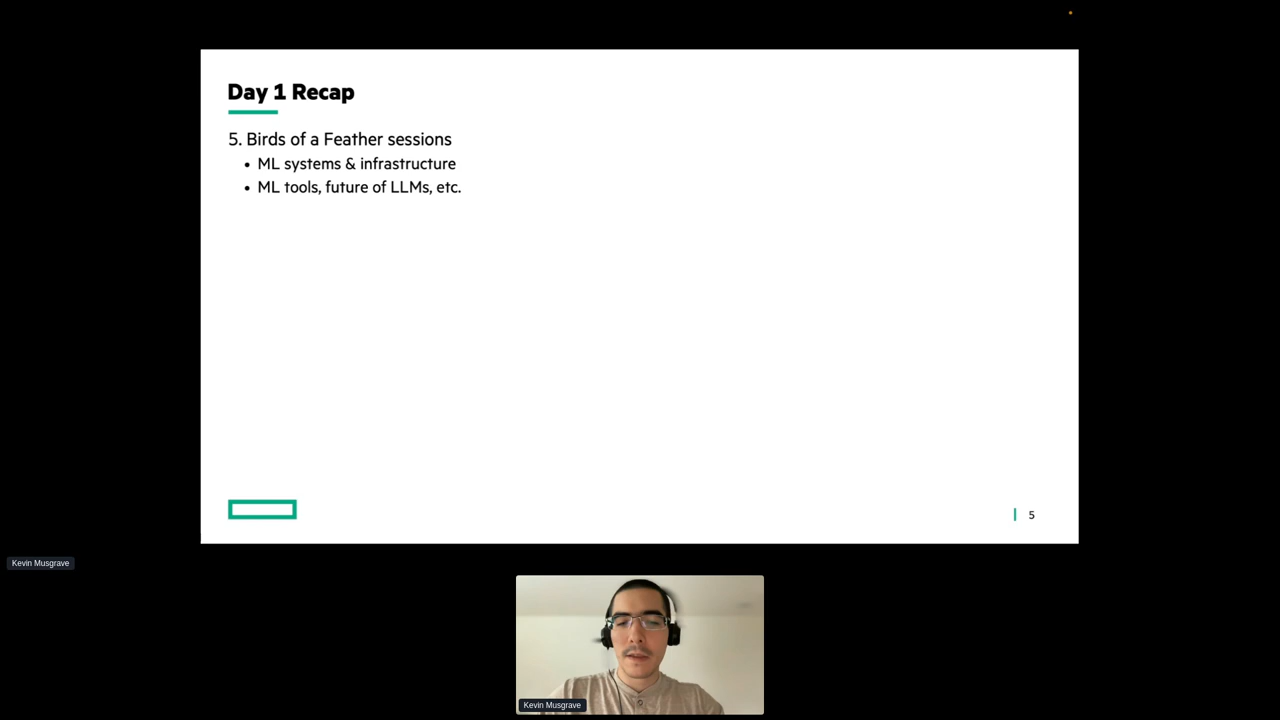 Day 1 Recap
5. Birds of a Feather sessions
• ML systems & infrastructure
• ML tools, future of LLMs, etc.
5
Kevin Musgrave
Kevin Musgrave